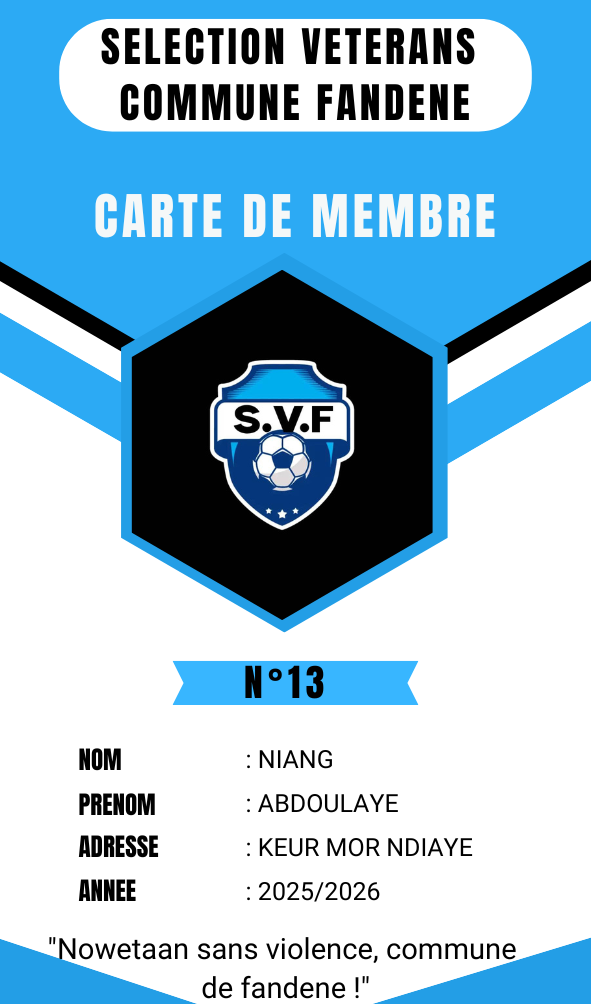 SELECTION VETERANS
COMMUNE FANDENE
CARTE DE MEMBRE
S.V.F
N°13
NOM : NIANG
PRENOM : ABDOULAYE
ADRESSE : KEUR MOR NDIAYE
ANNEE : 2025/2026
"Nowetaan sans violence, commune
de fandene !"